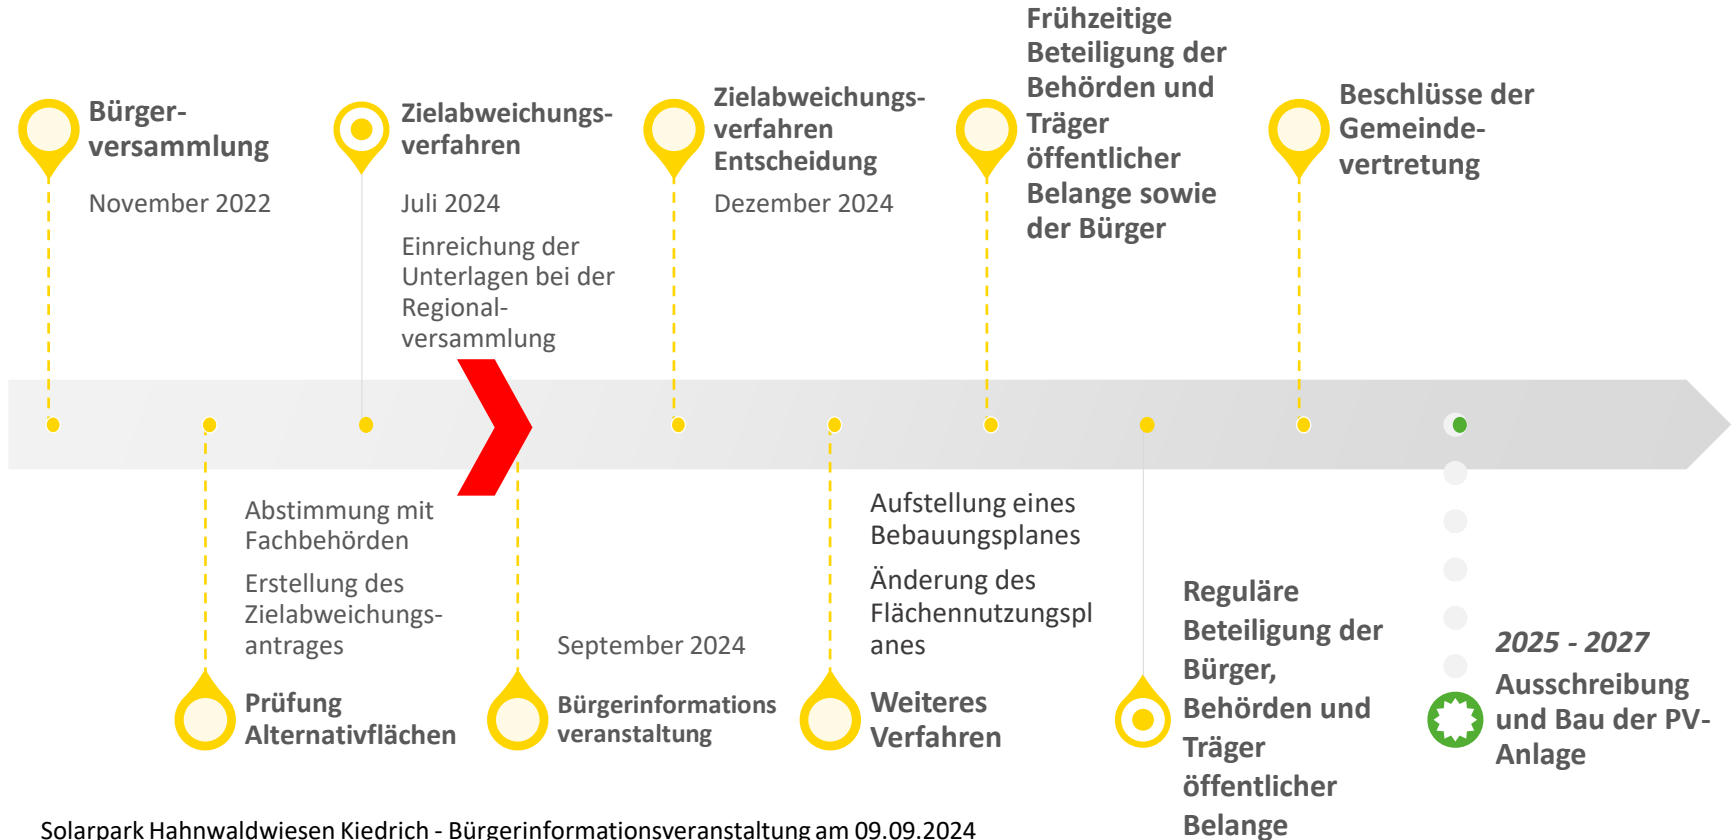 Bürger-
versammlung
November 2022
Zielabweichungs-
verfahren
Juli 2024
Einreichung der
Unterlagen bei der
Regional-
versammlung
Zielabweichungs-
verfahren
Entscheidung
Dezember 2024
Frühzeitige
Beteiligung der
Behörden und
Träger
öffentlicher
Belange sowie
der Bürger
Beschlüsse der
Gemeinde-
vertretung
Abstimmung mit
Fachbehörden
Erstellung des
Zielabweichungs-
antrages
Prüfung
Alternativflächen
September 2024
Bürgerinformations
veranstaltung
Aufstellung eines
Bebauungsplanes
Änderung des
Flächennutzungspl
anes
Weiteres
Verfahren
Reguläre
Beteiligung der
Bürger,
Behörden und
Träger
öffentlicher
Belange
2025 - 2027
Ausschreibung
und Bau der PV-
Anlage
Solarpark Hahnwaldwiesen Kiedrich - Bürgerinformationsveranstaltung am 09.09.2024